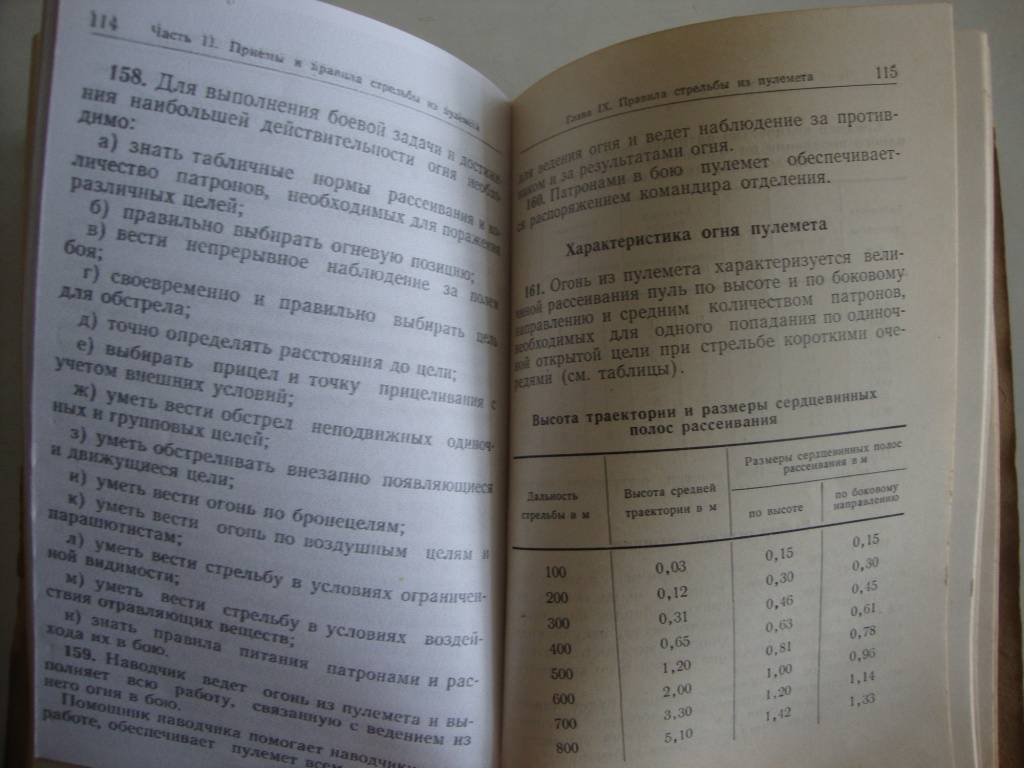 114
Часть II. Приемы и правила стрельбы из пулемета
158. Для выполнения боевой задачи и достиже-
ния наибольшей действительности огня необхо-
димо:
а) знать табличные нормы рассеивания и ко-
личество патронов, необходимых для поражения
различных целей;
б) правильно выбирать огневую позицию;
в) вести непрерывное наблюдение за полем
боя;
г) своевременно и правильно выбирать цель
для обстрела;
д) точно определять расстояния до цели;
е) выбирать прицел и точку прицеливания с
учетом внешних условий;
ж) уметь вести обстрел неподвижных одиноч-
ных и групповых целей;
з) уметь обстреливать внезапно появляющиеся
и движущиеся цели;
и) уметь вести огонь по бронецелям;
к) уметь вести огонь по воздушным целям и
парашютистам;
л) уметь вести стрельбу в условиях ограничен-
ной видимости;
м) уметь вести стрельбу в условиях воздей-
ствия отравляющих веществ;
н) знать правила питания патронами и рас-
хода их в бою.
159. Наводчик ведет огонь из пулемета и вы-
полняет всю работу, связанную с ведением из
него огня в бою.
Помощник наводчика помогает наводчику
работе, обеспечивает пулемет всем
Глава IX. Правила стрельбы из пулемета
115
для ведения огня и ведет наблюдение за против-
ником и за результатами огня.
160. Патронами в бою пулемет обеспечивает-
ся распоряжением командира отделения.
Характеристика огня пулемета
161. Огонь из пулемета характеризуется вели-
чиной рассеивания пуль по высоте и по боковому
направлению и средним количеством патронов,
необходимых для одного попадания по одиноч-
ной открытой цели при стрельбе короткими оче-
редями (см. таблицы).
Высота траектории и размеры сердцевинных
полос рассеивания
Дальность
стрельбы в м
Высота средней
траектории в м
Размеры сердцевинных полос
рассеивания в м
по высоте
по боковому
направлению
100 0,03 0,15 0,15
200 0,12 0,30 0,30
300 0,31 0,46 0,45
400 0,65 0,63 0,61
500 1,20 0,81 0,78
600 2,00 1,00 0,96
700 3,30 1,20 1,14
800 5,10 1,42 1,33